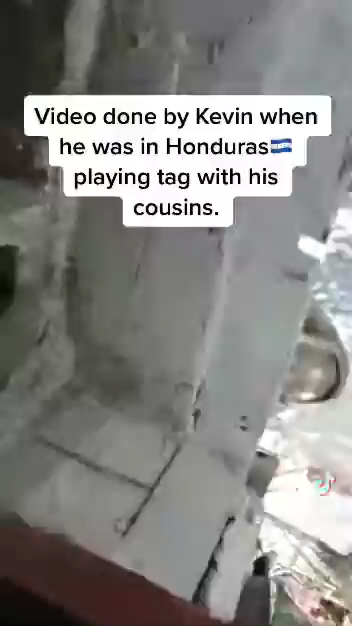 Video done by Kevin when
he was in Honduras🇭🇳
playing tag with his
cousins.